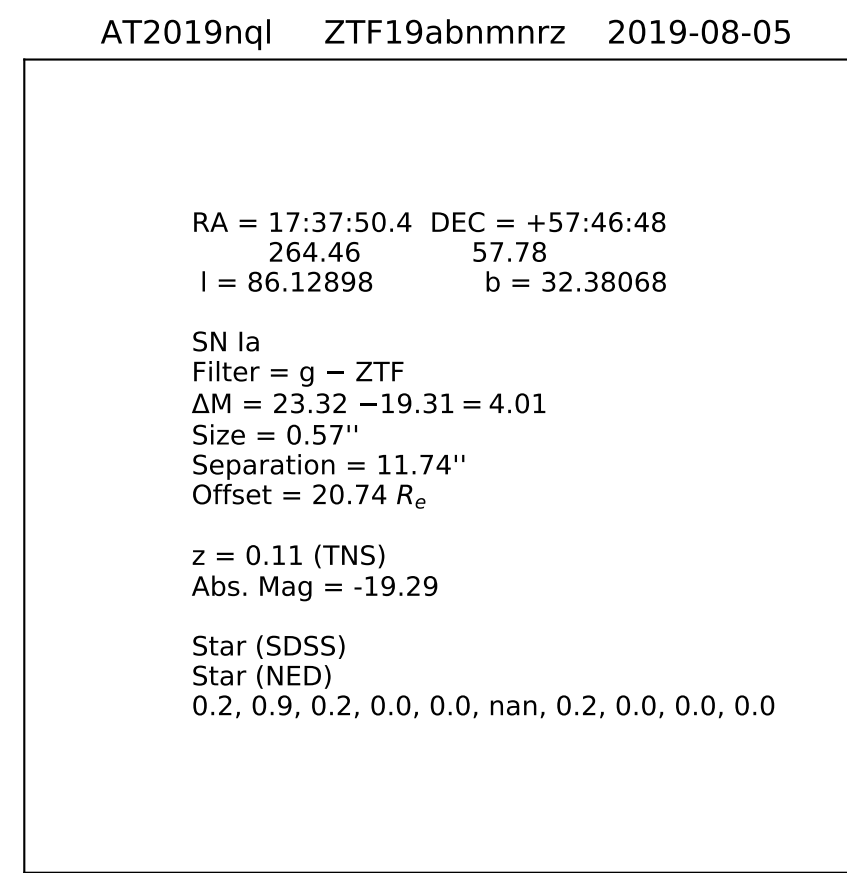 AT2019nql ZTF19abnmnrz 2019-08-05
RA = 17:37:50.4 DEC = +57:46:48
264.46 57.78
l = 86.12898 b = 32.38068
SN Ia
Filter = g − ZTF
ΔM = 23.32 −19.31 = 4.01
Size = 0.57''
Separation = 11.74''
Offset = 20.74 Rₑ
z = 0.11 (TNS)
Abs. Mag = -19.29
Star (SDSS)
Star (NED)
0.2, 0.9, 0.2, 0.0, 0.0, nan, 0.2, 0.0, 0.0, 0.0